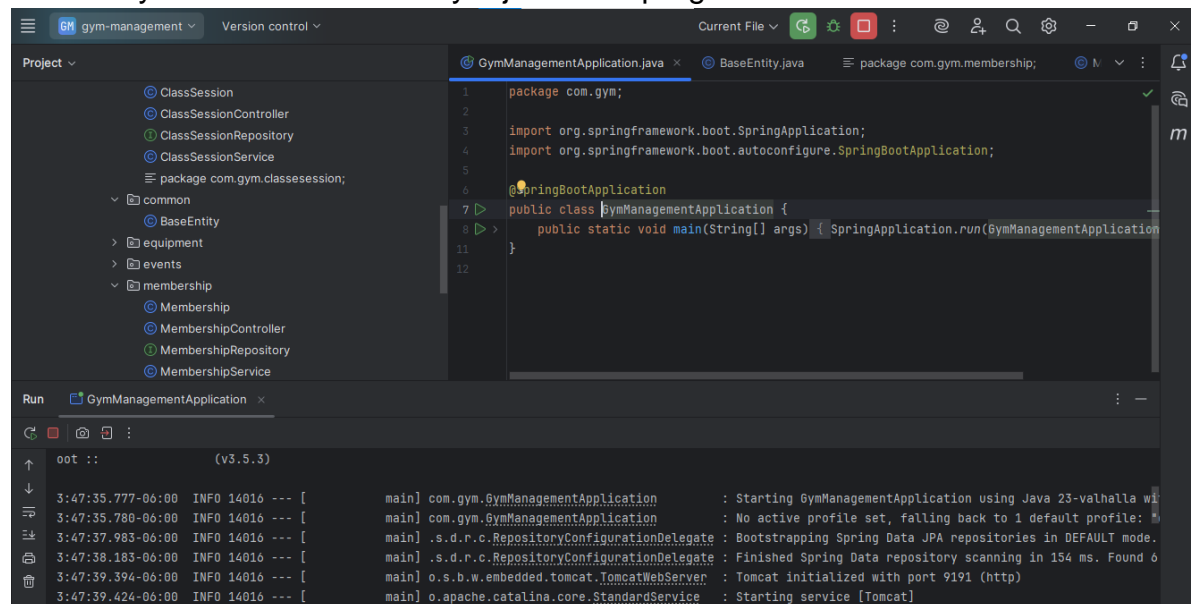 gym-management
Version control
Current File
Project
GymManagementApplication.java
BaseEntity.java
package com.gym.membership;
ClassSession
ClassSessionController
ClassSessionRepository
ClassSessionService
package com.gym.classesession;
common
BaseEntity
equipment
events
membership
Membership
MembershipController
MembershipRepository
MembershipService
1 package com.gym;
2
3 import org.springframework.boot.SpringApplication;
4 import org.springframework.boot.autoconfigure.SpringBootApplication;
5
6 @SpringBootApplication
7 public class GymManagementApplication {
8 public static void main(String[] args) { SpringApplication.run(GymManagementApplication
11 }
12
Run
GymManagementApplication
oot :: (v3.5.3)
3:47:35.777-06:00 INFO 14016 --- [ main] com.gym.GymManagementApplication : Starting GymManagementApplication using Java 23-valhalla wi
3:47:35.780-06:00 INFO 14016 --- [ main] com.gym.GymManagementApplication : No active profile set, falling back to 1 default profile: "
3:47:37.983-06:00 INFO 14016 --- [ main] .s.d.r.c.RepositoryConfigurationDelegate : Bootstrapping Spring Data JPA repositories in DEFAULT mode.
3:47:38.183-06:00 INFO 14016 --- [ main] .s.d.r.c.RepositoryConfigurationDelegate : Finished Spring Data repository scanning in 154 ms. Found 6
3:47:39.394-06:00 INFO 14016 --- [ main] o.s.b.w.embedded.tomcat.TomcatWebServer : Tomcat initialized with port 9191 (http)
3:47:39.424-06:00 INFO 14016 --- [ main] o.apache.catalina.core.StandardService : Starting service [Tomcat]